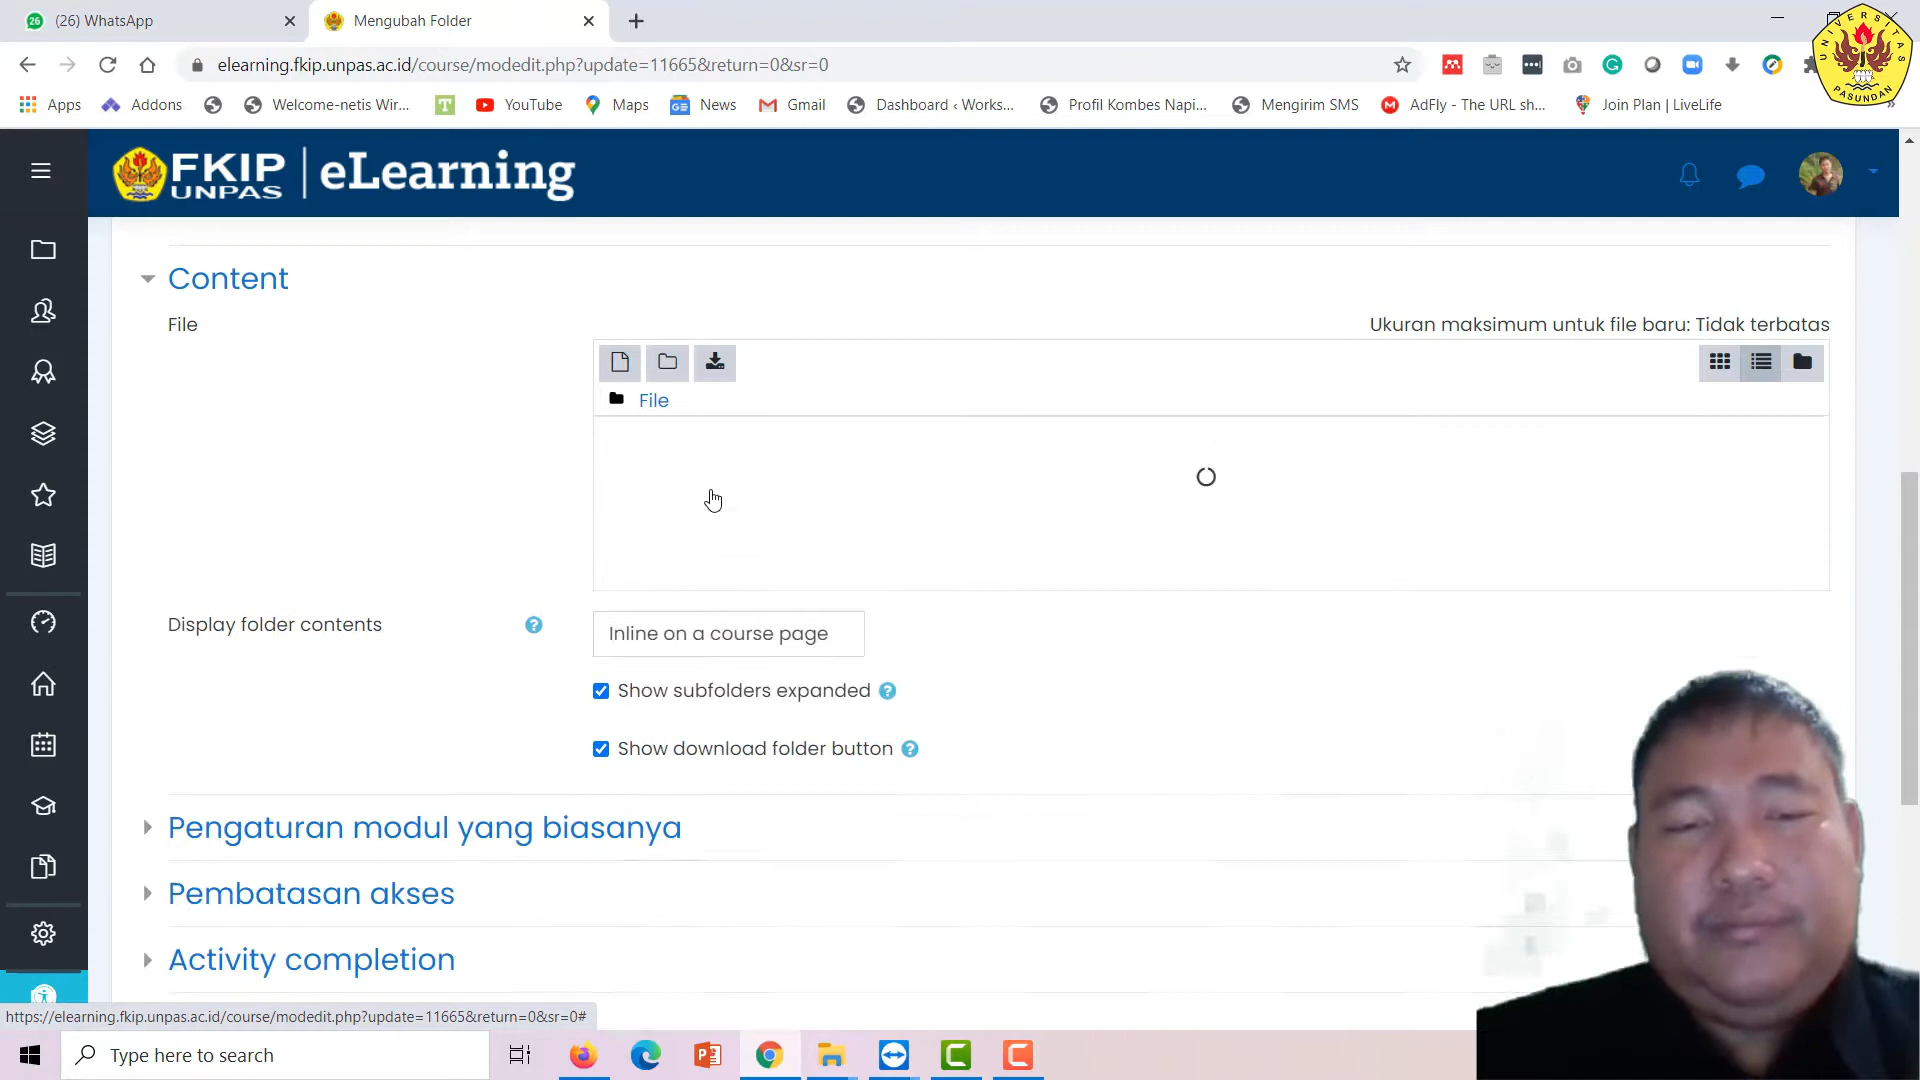 26
(26) WhatsApp
Mengubah Folder
elearning.fkip.unpas.ac.id/course/modedit.php?update=11665&return=0&sr=0
Apps
Addons
Welcome-netis Wir...
T
YouTube
Maps
News
Gmail
Dashboard ‹ Works...
Profil Kombes Napi...
Mengirim SMS
AdFly - The URL sh...
Join Plan | LiveLife
UNIVERSITAS
PASUNDAN
FKIP
UNPAS
eLearning
Content
File
Ukuran maksimum untuk file baru: Tidak terbatas
File
Display folder contents
Inline on a course page
Show subfolders expanded
Show download folder button
Pengaturan modul yang biasanya
Pembatasan akses
Activity completion
https://elearning.fkip.unpas.ac.id/course/modedit.php?update=11665&return=0&sr=0#
Type here to search